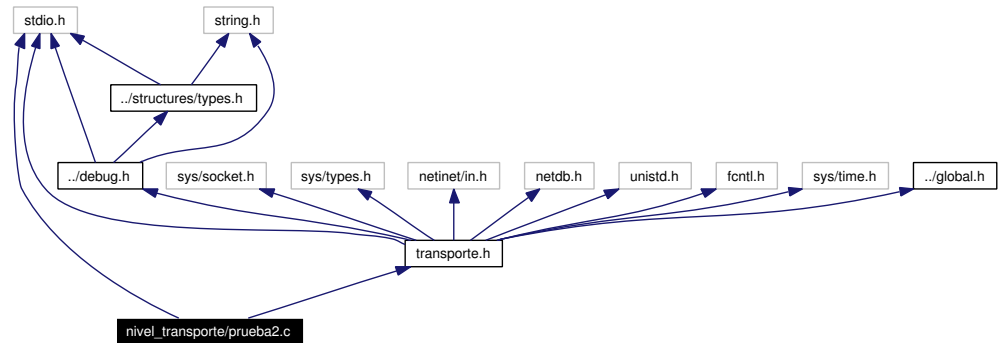 stdio.h
string.h
../structures/types.h
../debug.h
sys/socket.h
sys/types.h
netinet/in.h
netdb.h
unistd.h
fcntl.h
sys/time.h
../global.h
transporte.h
nivel_transporte/prueba2.c